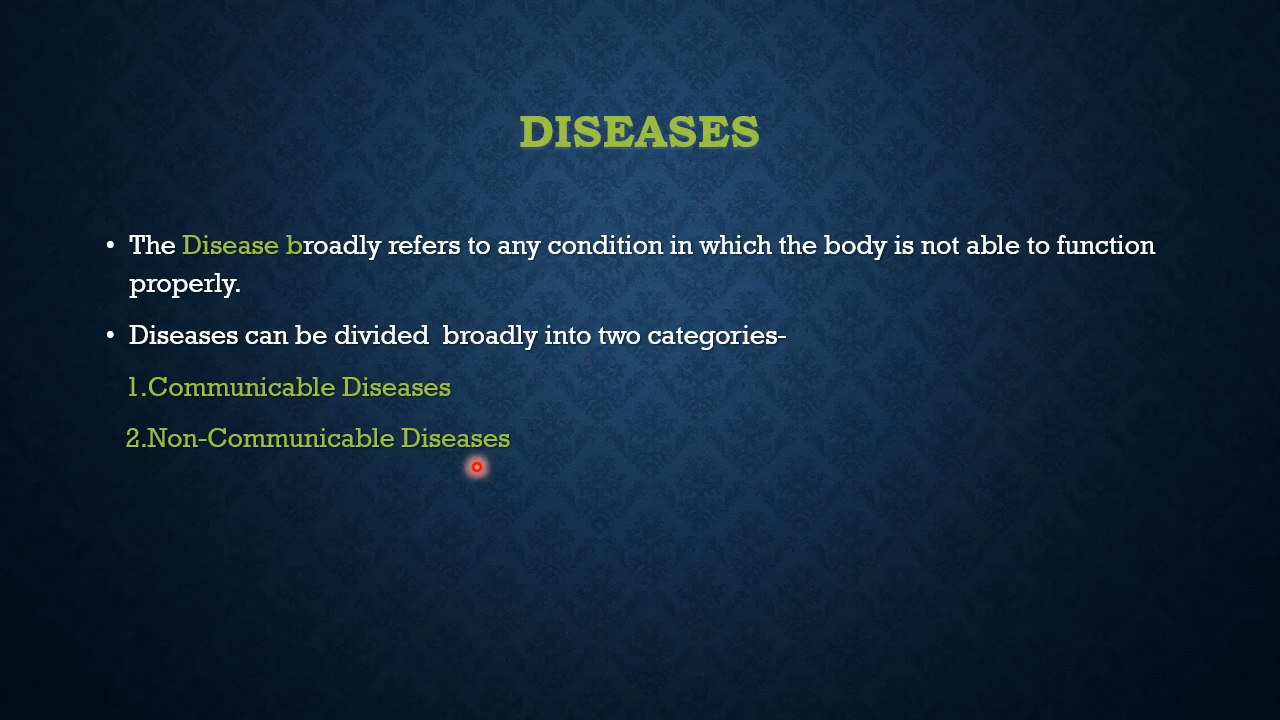 DISEASES
• The Disease broadly refers to any condition in which the body is not able to function
properly.
• Diseases can be divided  broadly into two categories-
1.Communicable Diseases
2.Non-Communicable Diseases